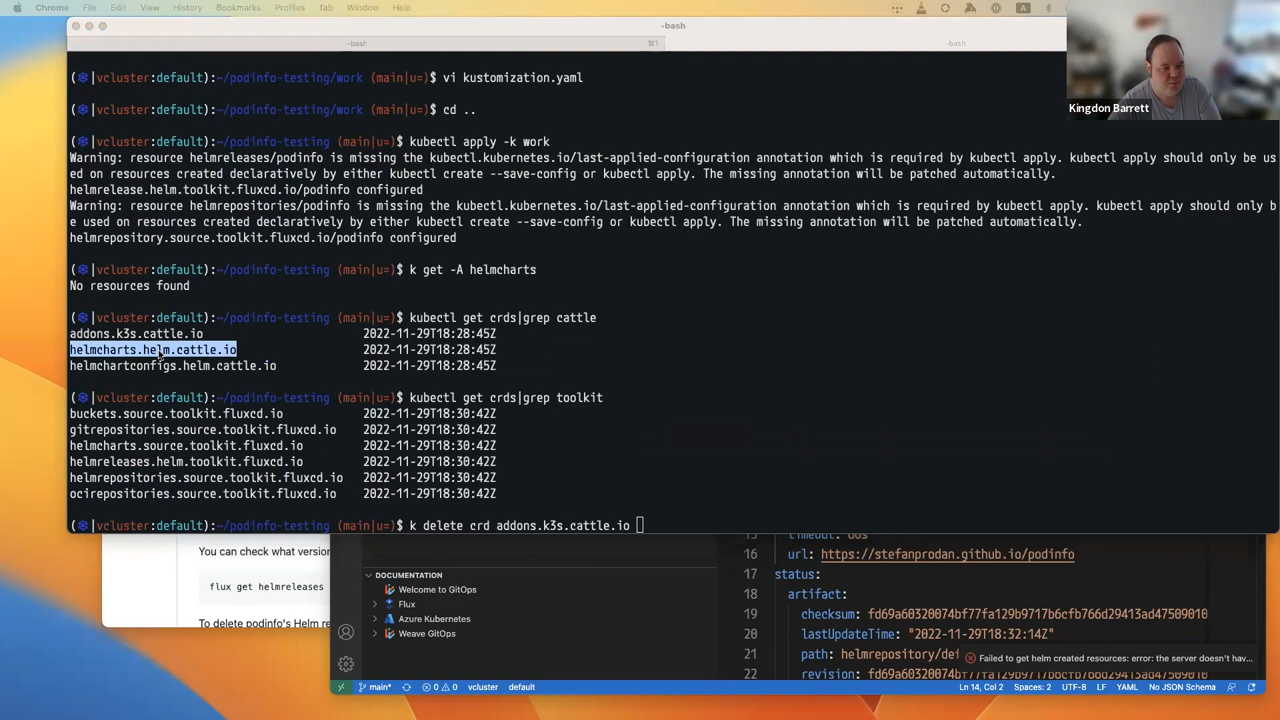 Chrome File Edit View History Bookmarks Profiles Tab Window Help
-bash
-bash ⌘1 -bash
Kingdon Barrett
(⎈|vcluster:default):~/podinfo-testing/work (main|u=)$ vi kustomization.yaml
(⎈|vcluster:default):~/podinfo-testing/work (main|u=)$ cd ..
(⎈|vcluster:default):~/podinfo-testing (main|u=)$ kubectl apply -k work
Warning: resource helmreleases/podinfo is missing the kubectl.kubernetes.io/last-applied-configuration annotation which is required by kubectl apply. kubectl apply should only be us
ed on resources created declaratively by either kubectl create --save-config or kubectl apply. The missing annotation will be patched automatically.
helmrelease.helm.toolkit.fluxcd.io/podinfo configured
Warning: resource helmrepositories/podinfo is missing the kubectl.kubernetes.io/last-applied-configuration annotation which is required by kubectl apply. kubectl apply should only b
e used on resources created declaratively by either kubectl create --save-config or kubectl apply. The missing annotation will be patched automatically.
helmrepository.source.toolkit.fluxcd.io/podinfo configured
(⎈|vcluster:default):~/podinfo-testing (main|u=)$ k get -A helmcharts
No resources found
(⎈|vcluster:default):~/podinfo-testing (main|u=)$ kubectl get crds|grep cattle
addons.k3s.cattle.io 2022-11-29T18:28:45Z
helmcharts.helm.cattle.io 2022-11-29T18:28:45Z
helmchartconfigs.helm.cattle.io 2022-11-29T18:28:45Z
(⎈|vcluster:default):~/podinfo-testing (main|u=)$ kubectl get crds|grep toolkit
buckets.source.toolkit.fluxcd.io 2022-11-29T18:30:42Z
gitrepositories.source.toolkit.fluxcd.io 2022-11-29T18:30:42Z
helmcharts.source.toolkit.fluxcd.io 2022-11-29T18:30:42Z
helmreleases.helm.toolkit.fluxcd.io 2022-11-29T18:30:42Z
helmrepositories.source.toolkit.fluxcd.io 2022-11-29T18:30:42Z
ocirepositories.source.toolkit.fluxcd.io 2022-11-29T18:30:42Z
(⎈|vcluster:default):~/podinfo-testing (main|u=)$ k delete crd addons.k3s.cattle.io
You can check what version
flux get helmreleases
To delete podinfo's Helm re
DOCUMENTATION
Welcome to GitOps
Flux
Azure Kubernetes
Weave GitOps
16 url: https://stefanprodan.github.io/podinfo
17 status:
18 artifact:
19 checksum: fd69a60320074bf77fa129b9717b6cfb766d29413ad47509010
20 lastUpdateTime: "2022-11-29T18:32:14Z"
21 path: helmrepository/def
22 revision:
Failed to get helm created resources: error: the server doesn't hav...
main* 0 0 vcluster default Ln 14, Col 2 Spaces: 2 UTF-8 LF YAML No JSON Schema